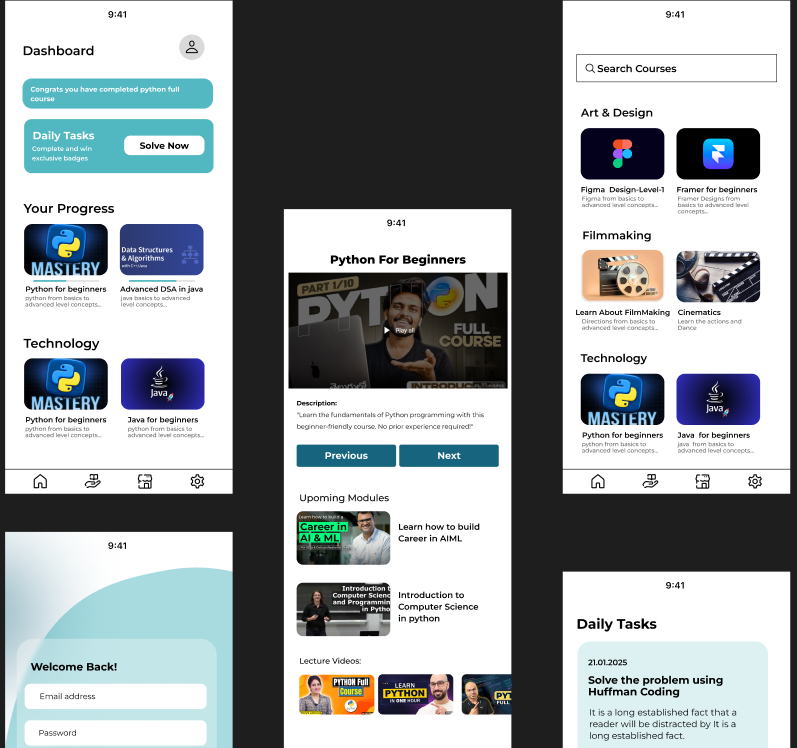 9:41
Dashboard
Congrats you have completed python full
course
Daily Tasks
Complete and win
exclusive badges
Solve Now
Your Progress
MASTERY
Data Structures
& Algorithms
with C++/Java
Python for beginners
python from basics to
advanced level concepts...
Advanced DSA in java
java basics to advanced
level concepts...
Technology
MASTERY
Java
Python for beginners
python from basics to
advanced level concepts...
Java for beginners
python from basics to
advanced level concepts...
9:41
Welcome Back!
Email address
Password
9:41
Python For Beginners
PART 1/10
PYTHON
FULL
COURSE
Play all
Description:
"Learn the fundamentals of Python programming with this
beginner-friendly course. No prior experience required!"
Previous
Next
Upoming Modules
Learn how to build a
Career in
AI & ML
Learn how to build
Career in AIML
Introduction t
Computer Scienc
and Programmin
in Pytho
Introduction to
Computer Science
in python
Lecture Videos:
PYTHON Full
Course
LEARN
PYTHON
IN ONE HOUR
PYT
FUL
9:41
Search Courses
Art & Design
Figma Design-Level-1
Figma from basics to
advanced level concepts...
Framer for beginners
Framer Designs from
basics to advanced level
concepts...
Filmmaking
Learn About FilmMaking
Directions from basics to
advanced level concepts...
Cinematics
Learn the actions and
Dance
Technology
MASTERY
Java
Python for beginners
python from basics to
advanced level concepts...
Java for beginners
java from basics to
advanced level concepts...
9:41
Daily Tasks
21.01.2025
Solve the problem using
Huffman Coding
It is a long established fact that a
reader will be distracted by It is a
long established fact.